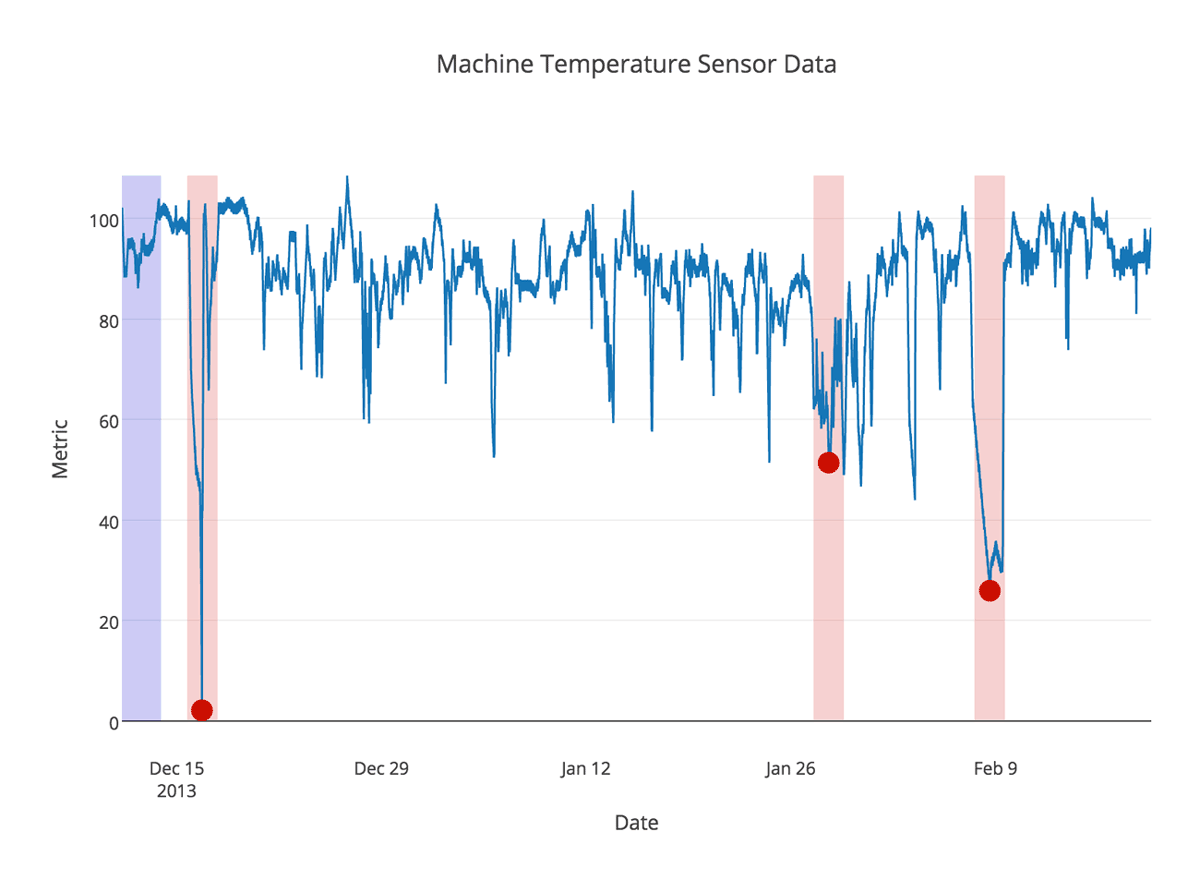 Machine Temperature Sensor Data
Metric
100
80
60
40
20
0
Dec 15
2013
Dec 29
Jan 12
Jan 26
Feb 9
Date